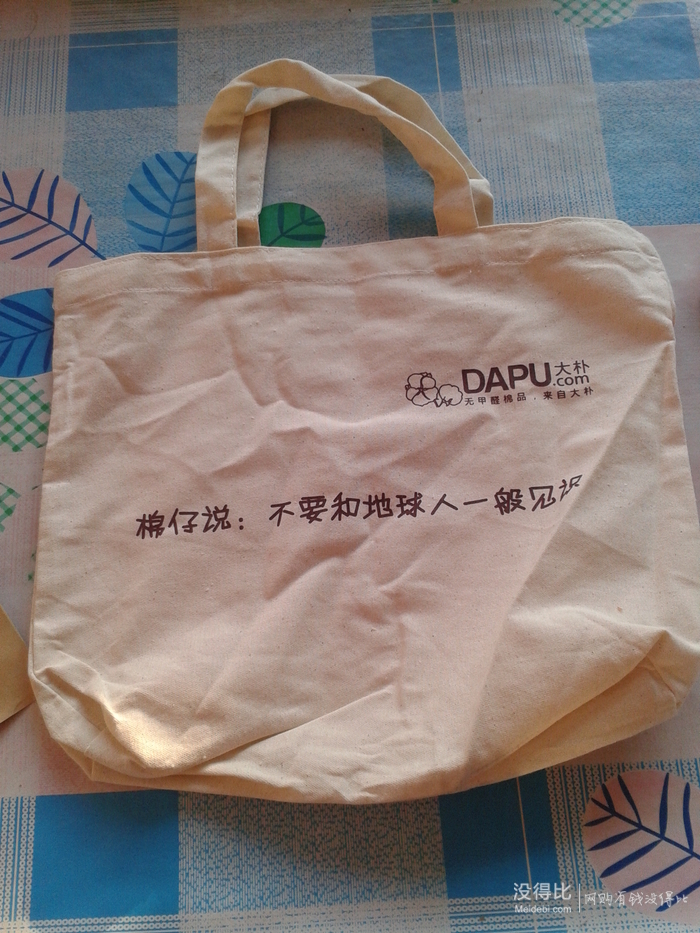 DAPU大朴
.com
无甲醛棉品，来自大朴
棉仔说：不要和地球人一般见识
没得比
Meidebi.com
网购有钱没得比